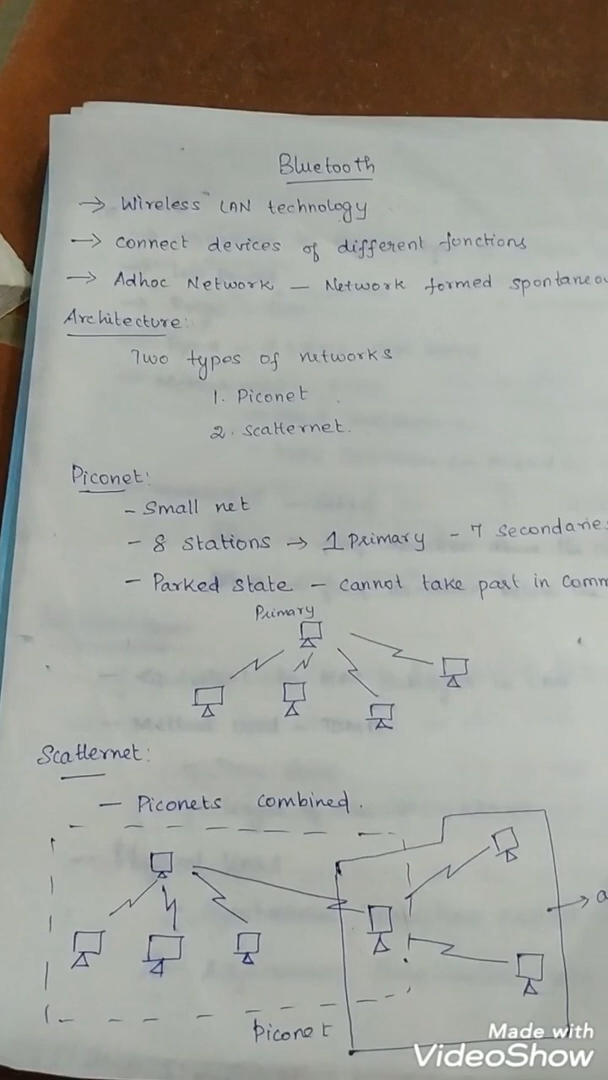 Bluetooth
→ Wireless LAN technology
→ connect devices of different functions
→ Adhoc Network – Network formed spontaneou
Architecture:
Two types of networks
1. Piconet
2. Scatternet.
Piconet:
- Small net
- 8 stations → 1 Primary - 7 secondaries
- Parked state - cannot take part in comm
Primary
Scatternet:
- Piconets combined.
→ a
Piconet
Made with
VideoShow